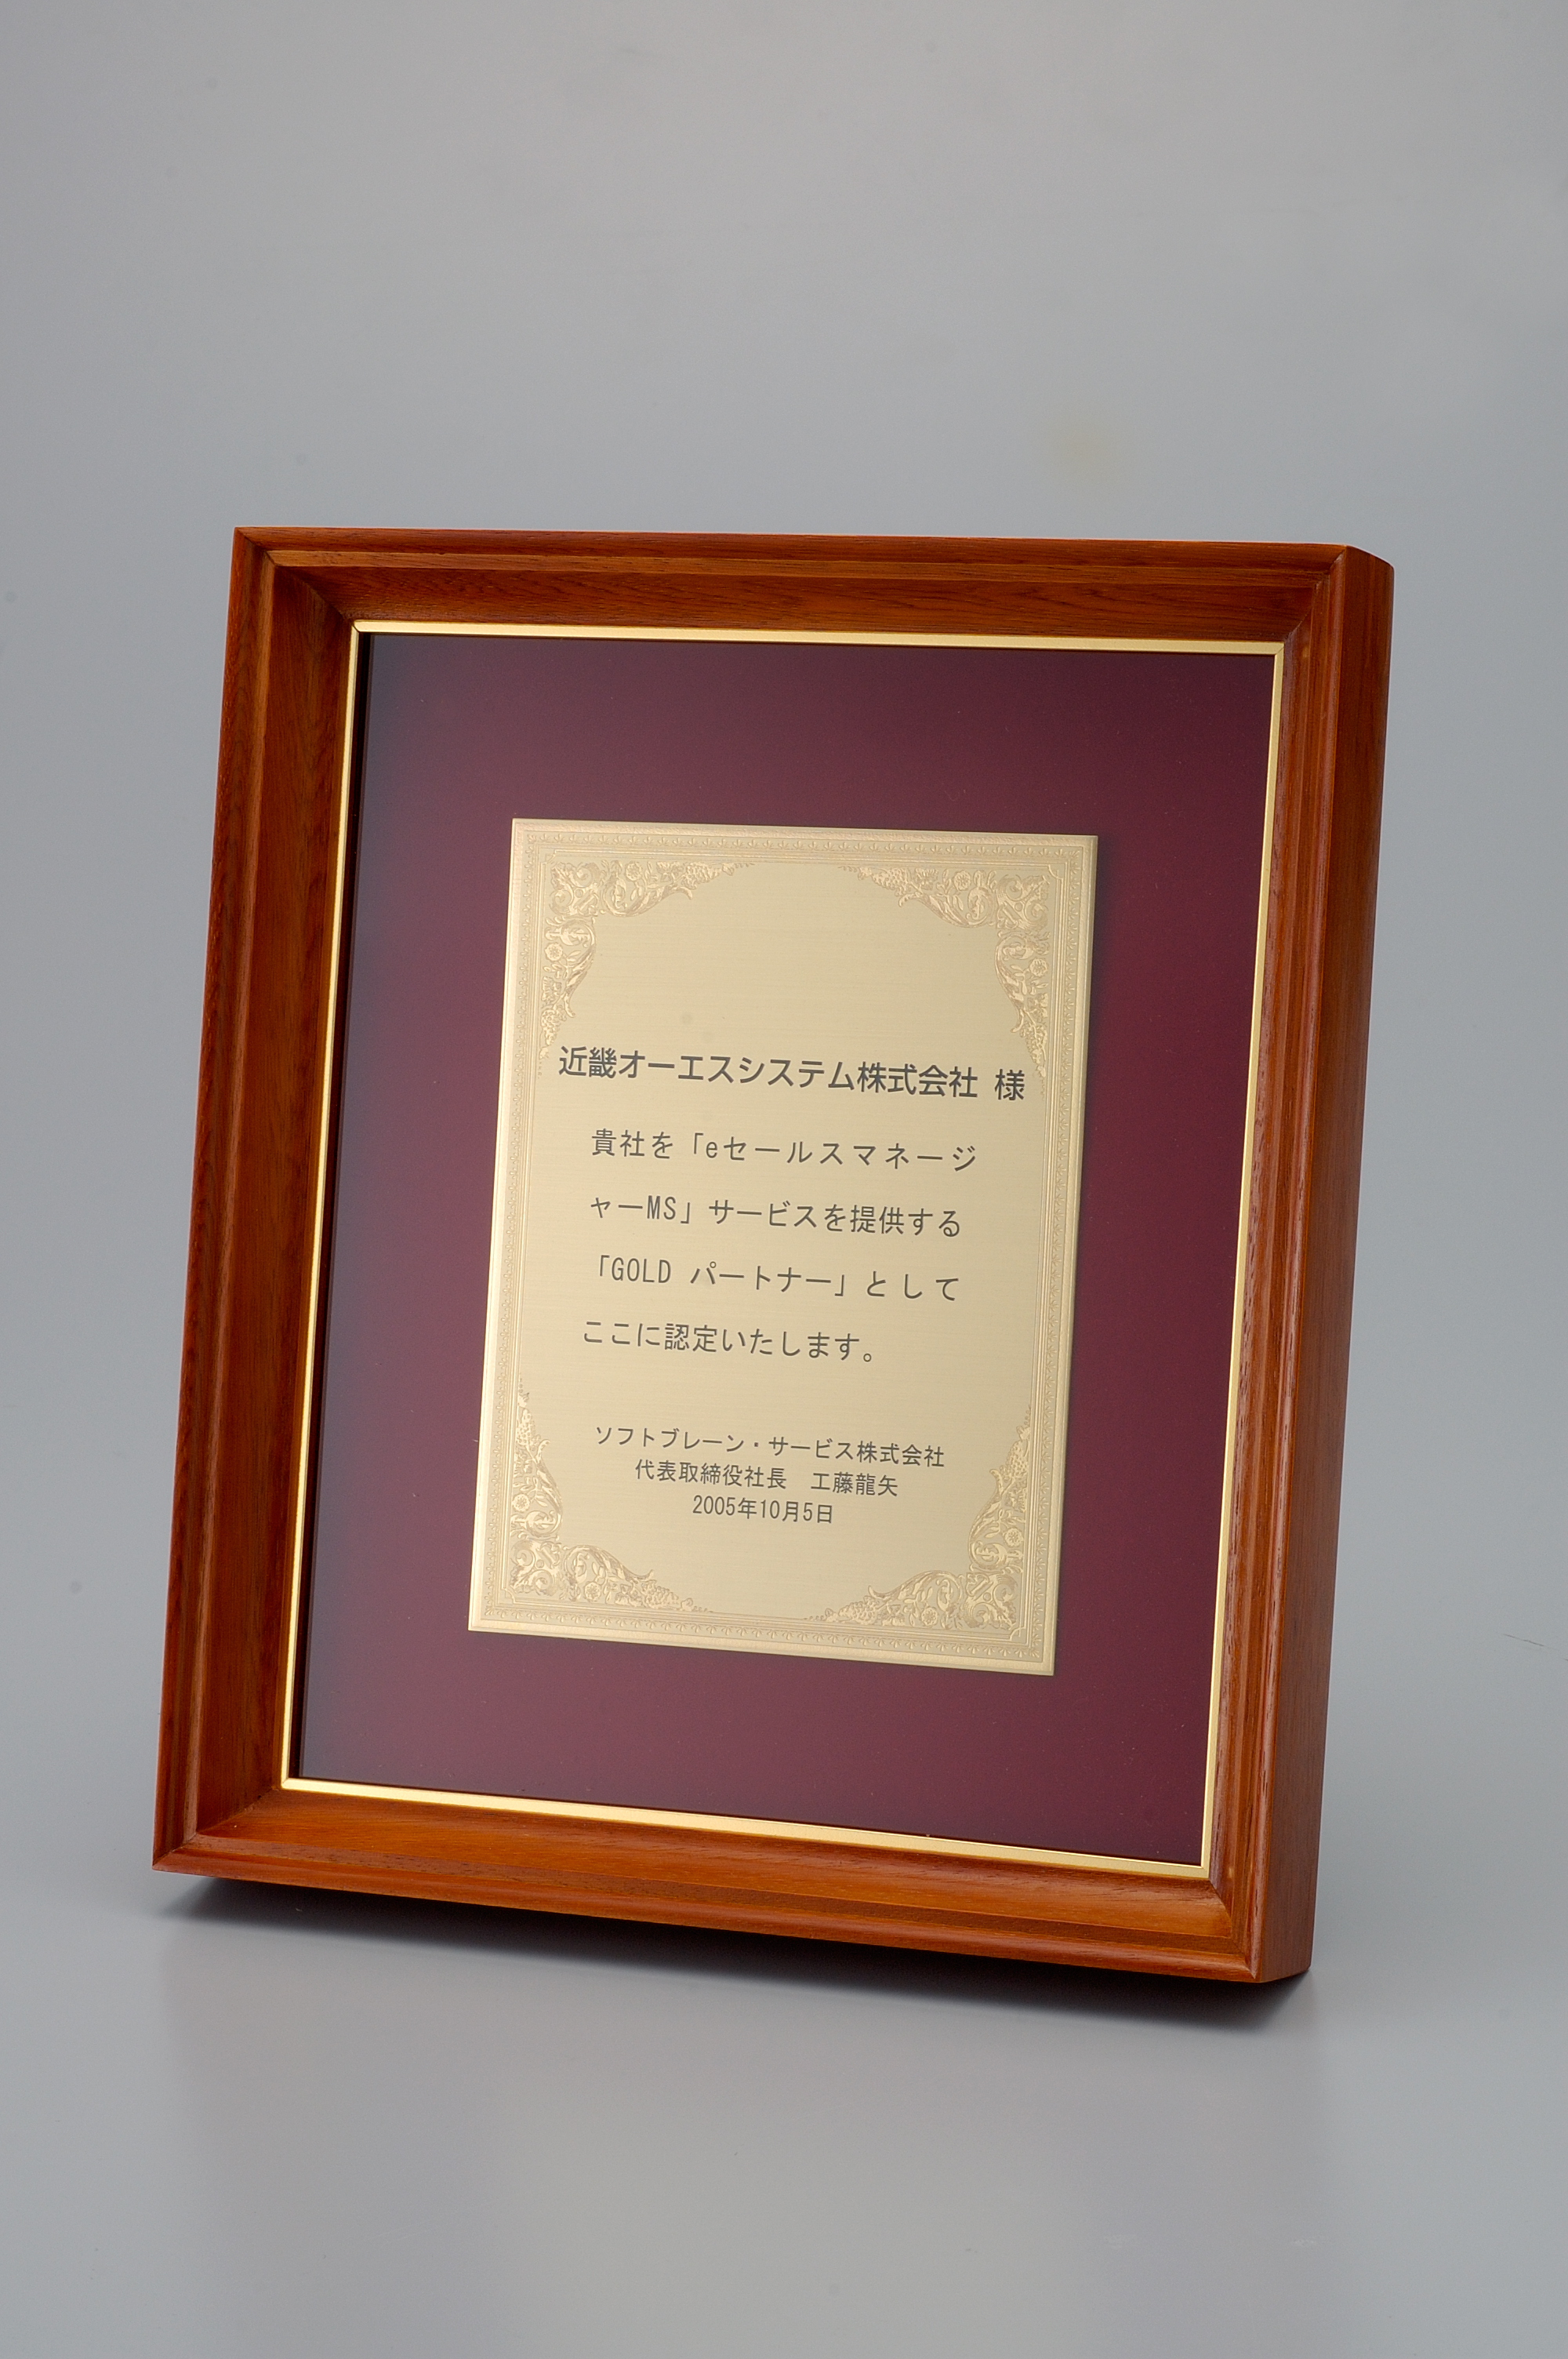 近畿オーエスシステム株式会社 様
貴社を「eセールスマネージ
ャーMS」サービスを提供する
「GOLD パートナー」として
ここに認定いたします。
ソフトブレーン・サービス株式会社
代表取締役社長　工藤龍矢
2005年10月5日